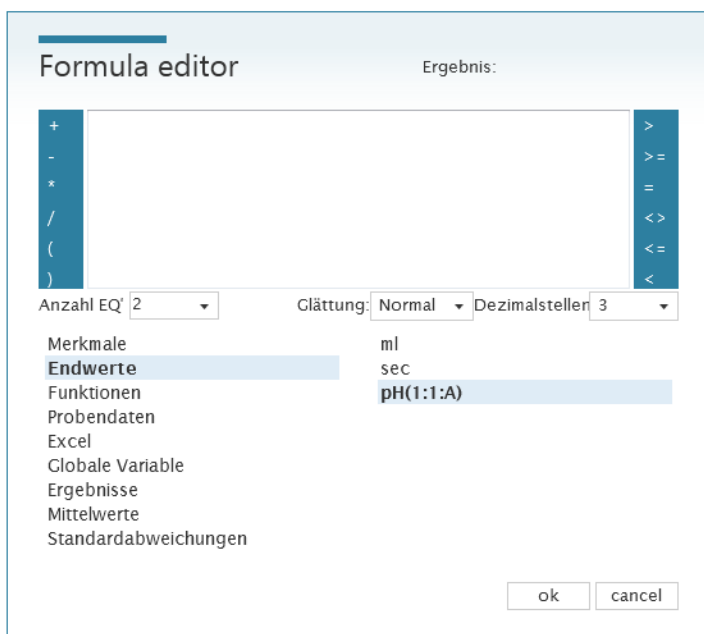 Formula editor
Ergebnis:
+
-
*
/
(
)
>
>=
=
<>
<=
<
Anzahl EQ' 2
Glättung: Normal
Dezimalstellen 3
Merkmale
Endwerte
Funktionen
Probendaten
Excel
Globale Variable
Ergebnisse
Mittelwerte
Standardabweichungen
ml
sec
pH(1:1:A)
ok
cancel